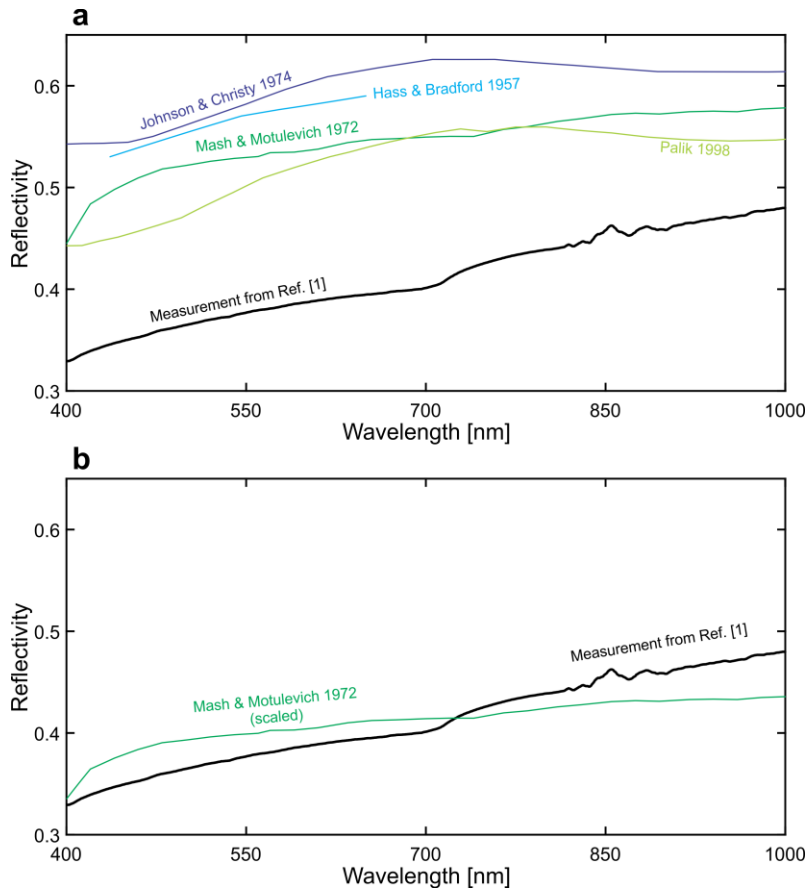 a
0.6
0.5
0.4
0.3
Reflectivity
Johnson & Christy 1974
Hass & Bradford 1957
Mash & Motulevich 1972
Palik 1998
Measurement from Ref. [1]
400
550
700
850
1000
Wavelength [nm]
b
0.6
0.5
0.4
0.3
Reflectivity
Measurement from Ref. [1]
Mash & Motulevich 1972
(scaled)
400
550
700
850
1000
Wavelength [nm]